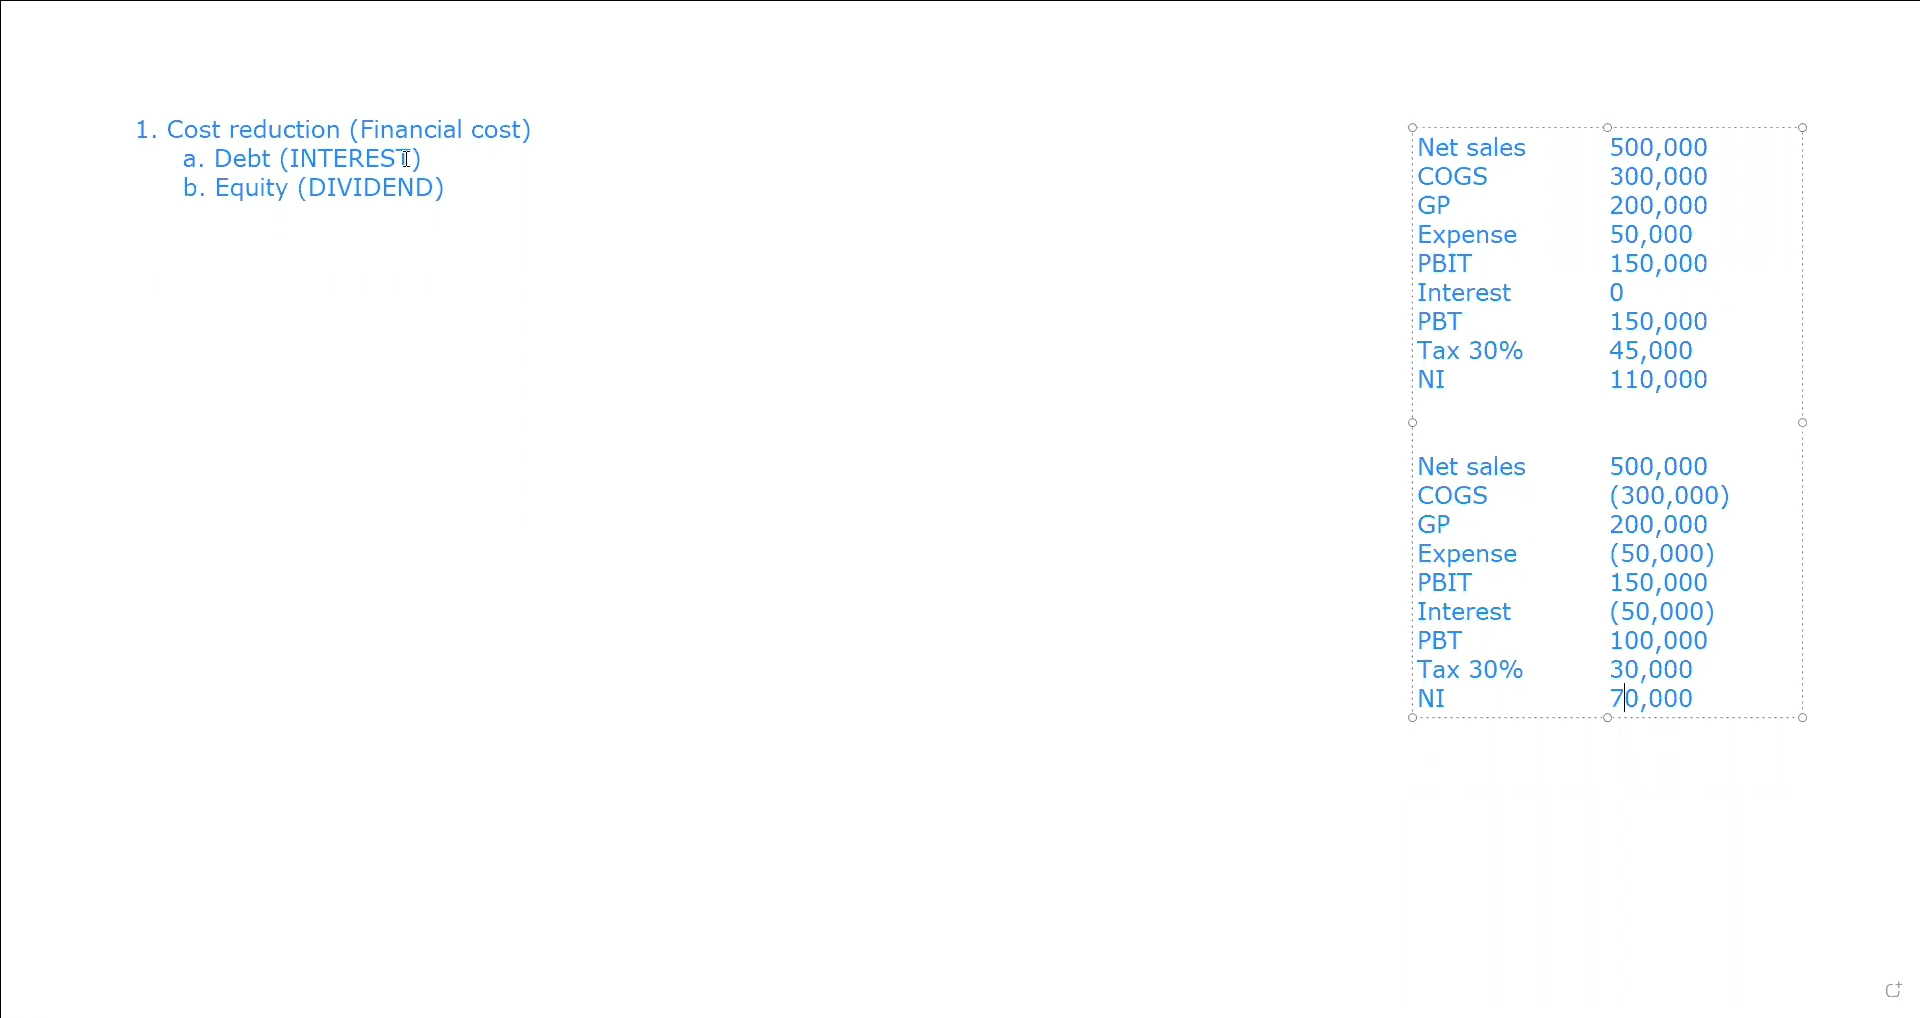 1. Cost reduction (Financial cost)
a. Debt (INTEREST)
b. Equity (DIVIDEND)
Net sales 500,000
COGS 300,000
GP 200,000
Expense 50,000
PBIT 150,000
Interest 0
PBT 150,000
Tax 30% 45,000
NI 110,000
Net sales 500,000
COGS (300,000)
GP 200,000
Expense (50,000)
PBIT 150,000
Interest (50,000)
PBT 100,000
Tax 30% 30,000
NI 70,000